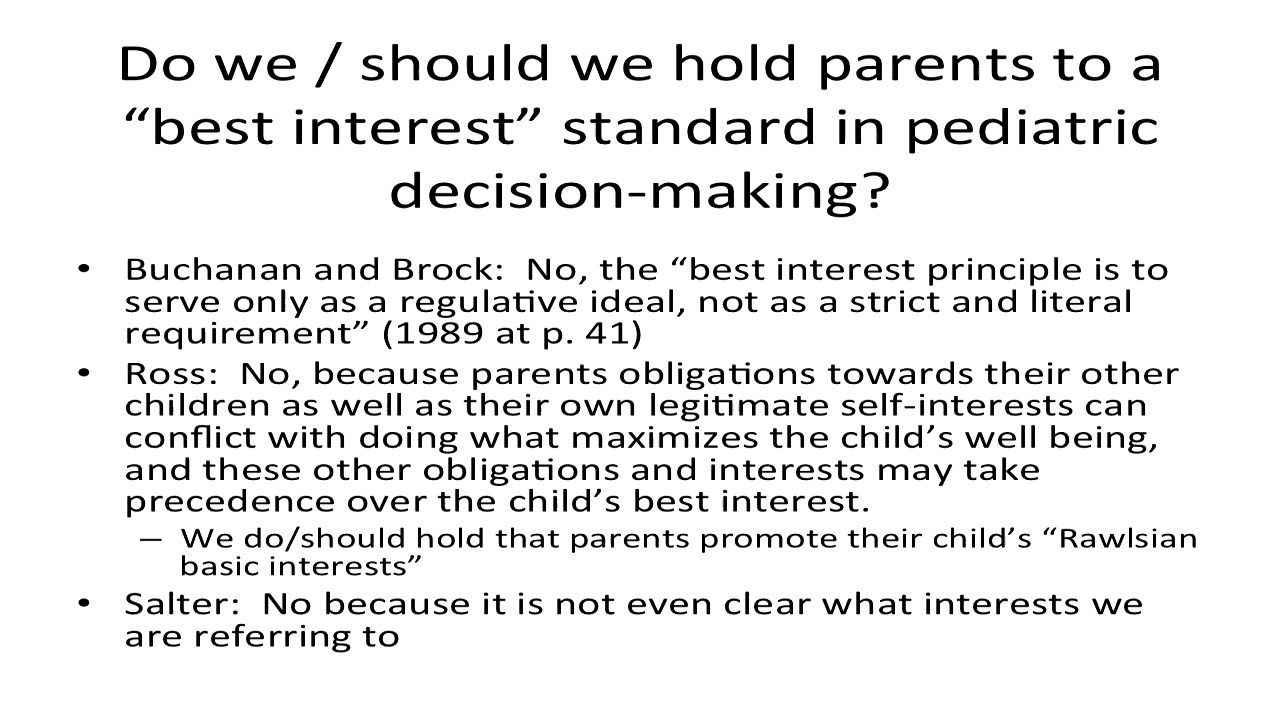 Do we / should we hold parents to a
“best interest” standard in pediatric
decision-making?
• Buchanan and Brock:  No, the “best interest principle is to
serve only as a regulative ideal, not as a strict and literal
requirement” (1989 at p. 41)
• Ross:  No, because parents obligations towards their other
children as well as their own legitimate self-interests can
conflict with doing what maximizes the child’s well being,
and these other obligations and interests may take
precedence over the child’s best interest.
– We do/should hold that parents promote their child’s “Rawlsian
basic interests”
• Salter:  No because it is not even clear what interests we
are referring to